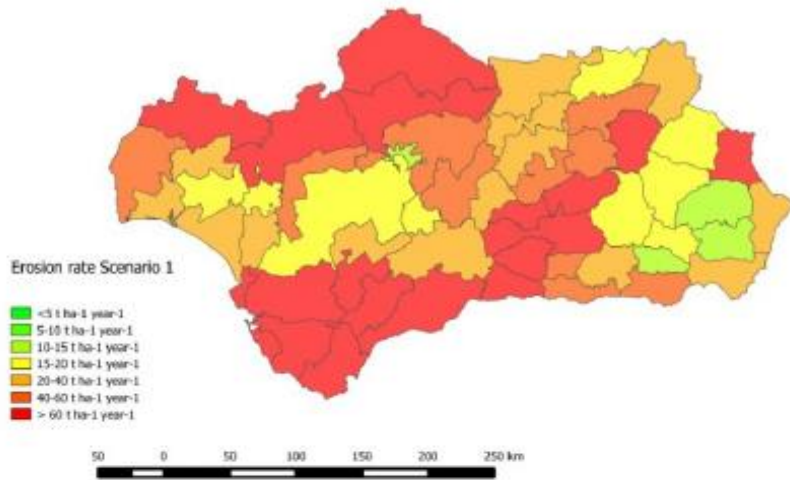 Erosion rate Scenario 1
<5 t ha-1 year-1
5-10 t ha-1 year-1
10-15 t ha-1 year-1
15-20 t ha-1 year-1
20-40 t ha-1 year-1
40-60 t ha-1 year-1
> 60 t ha-1 year-1
50 0 50 100 150 200 250 km